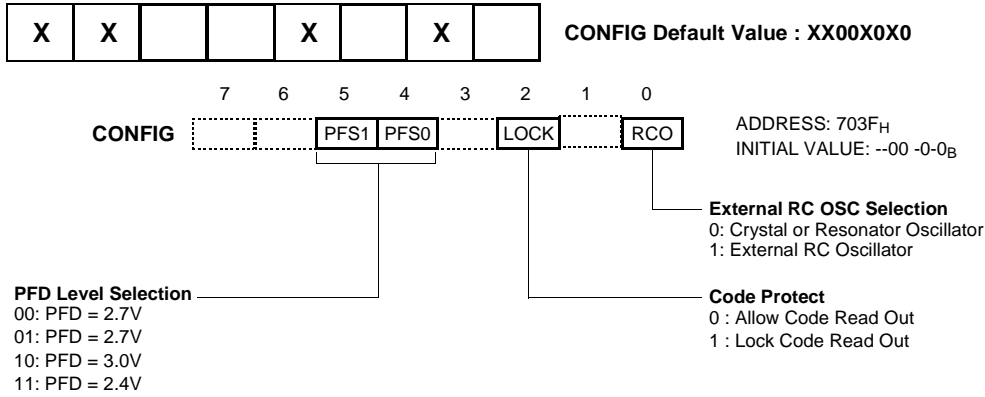 X X X X CONFIG Default Value : XX00X0X0
7 6 5 4 3 2 1 0
CONFIG PFS1 PFS0 LOCK RCO
ADDRESS: 703FH
INITIAL VALUE: --00 -0-0B
External RC OSC Selection
0: Crystal or Resonator Oscillator
1: External RC Oscillator
PFD Level Selection
00: PFD = 2.7V
01: PFD = 2.7V
10: PFD = 3.0V
11: PFD = 2.4V
Code Protect
0 : Allow Code Read Out
1 : Lock Code Read Out